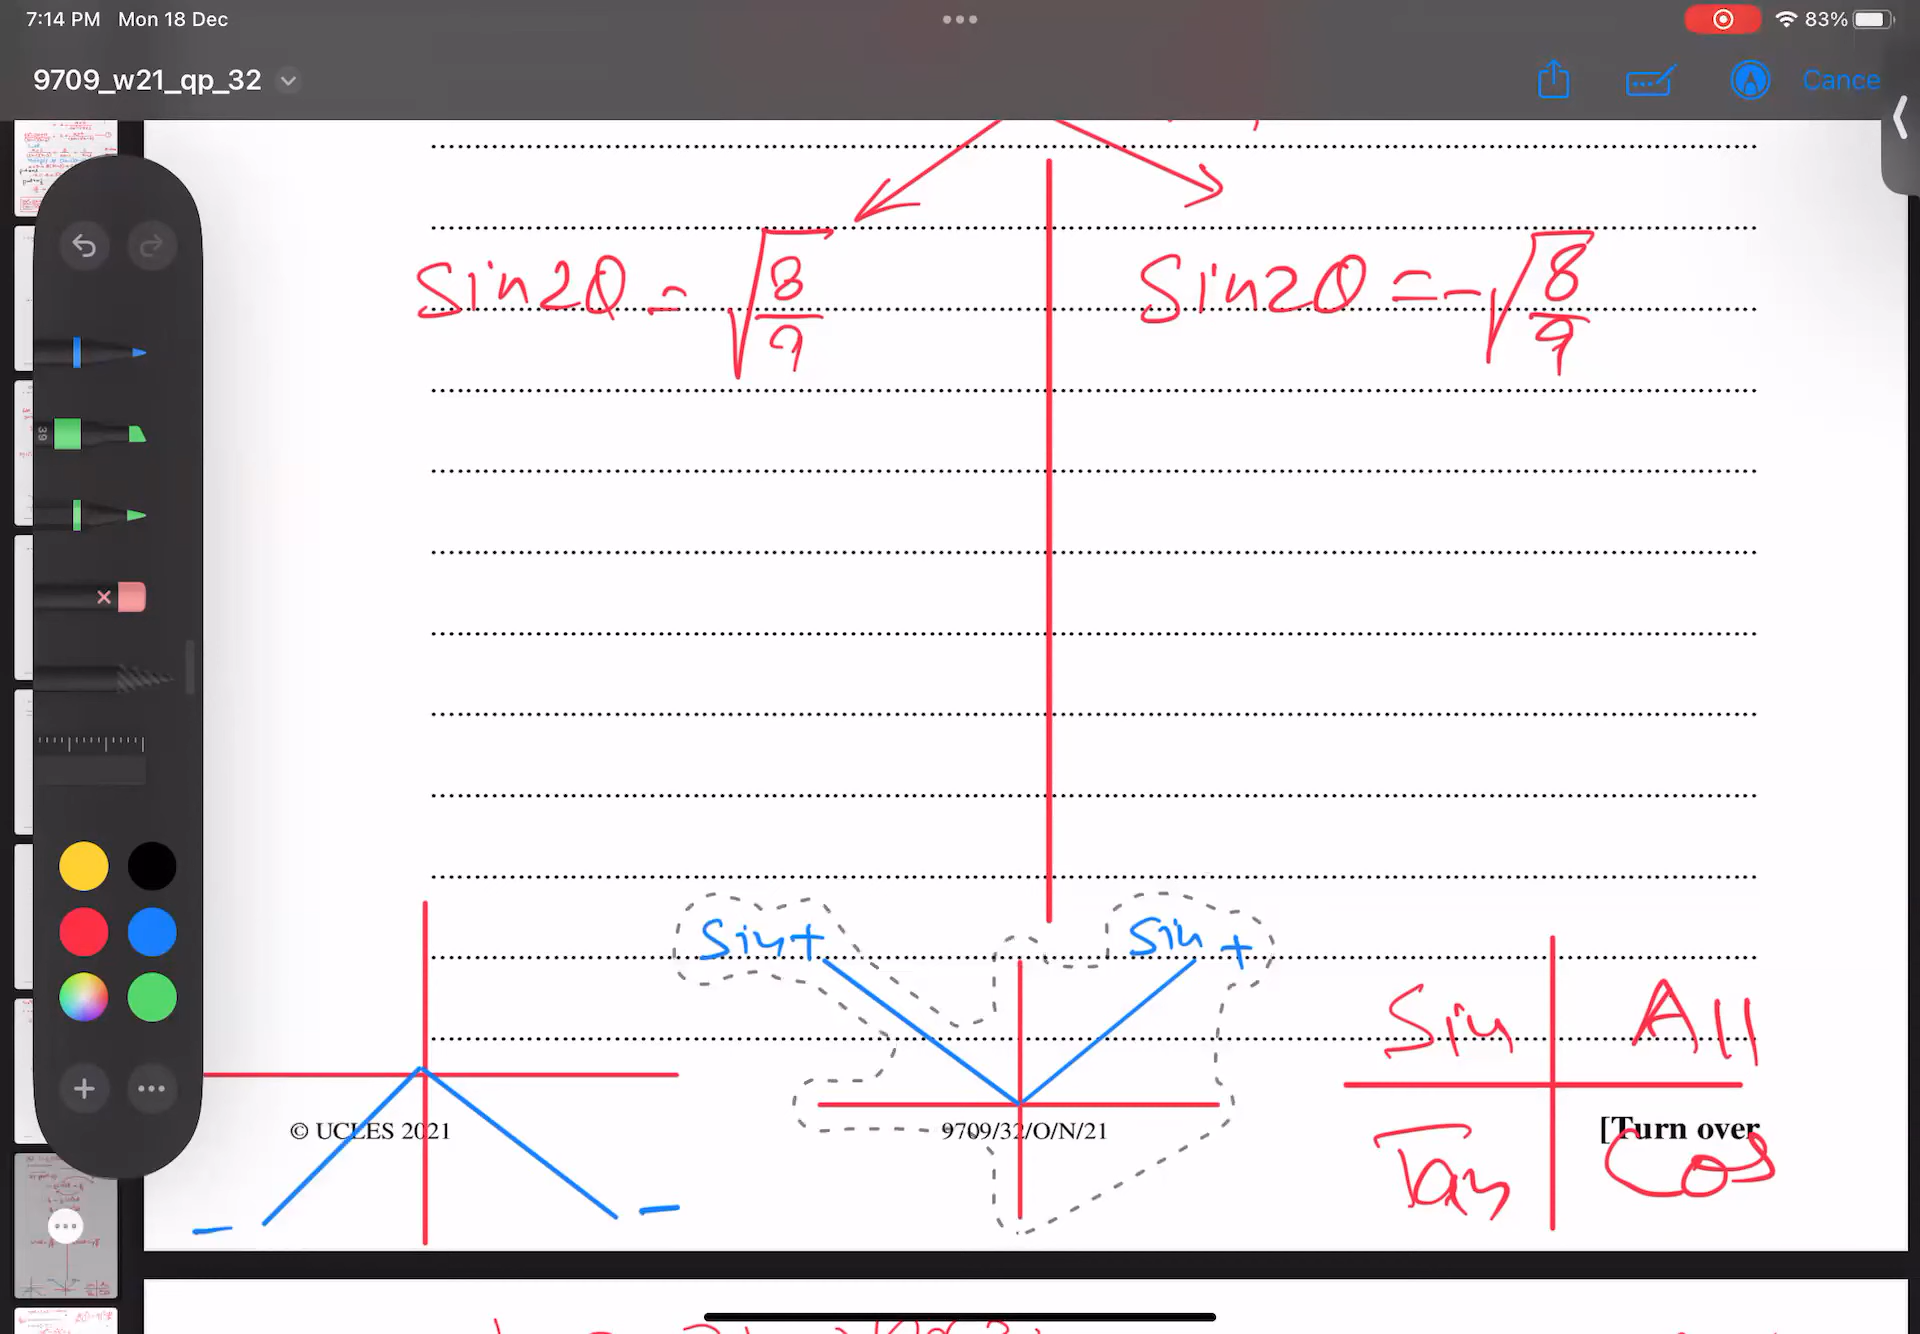 7:14 PM Mon 18 Dec
83%
9709_w21_qp_32
Cance
Sin2θ = √8/9
Sin2θ = -√8/9
39
Sin +
Sin +
Sin
All
© UCLES 2021
9709/32/O/N/21
[Turn over
Tan
Cos